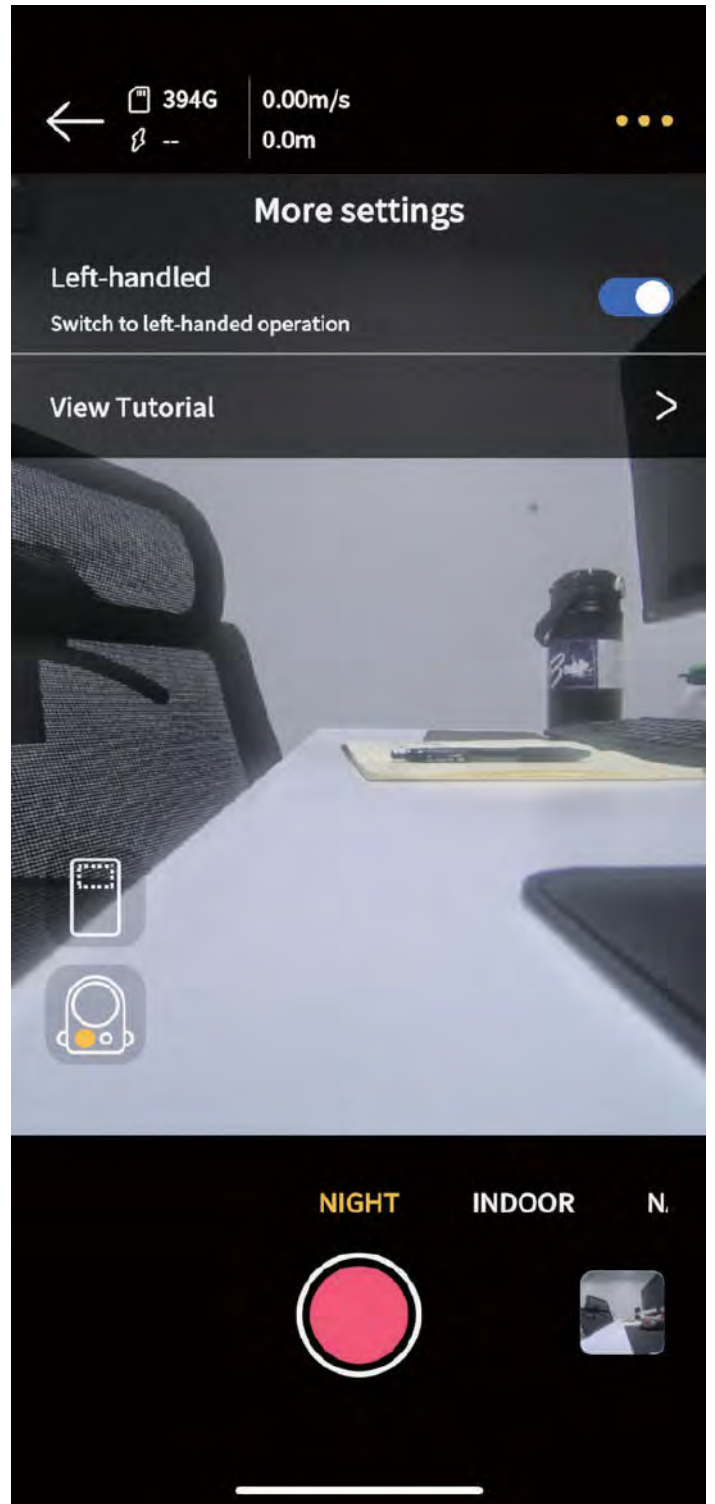 394G
0.00m/s
--
0.0m
More settings
Left-handled
Switch to left-handed operation
View Tutorial
NIGHT
INDOOR